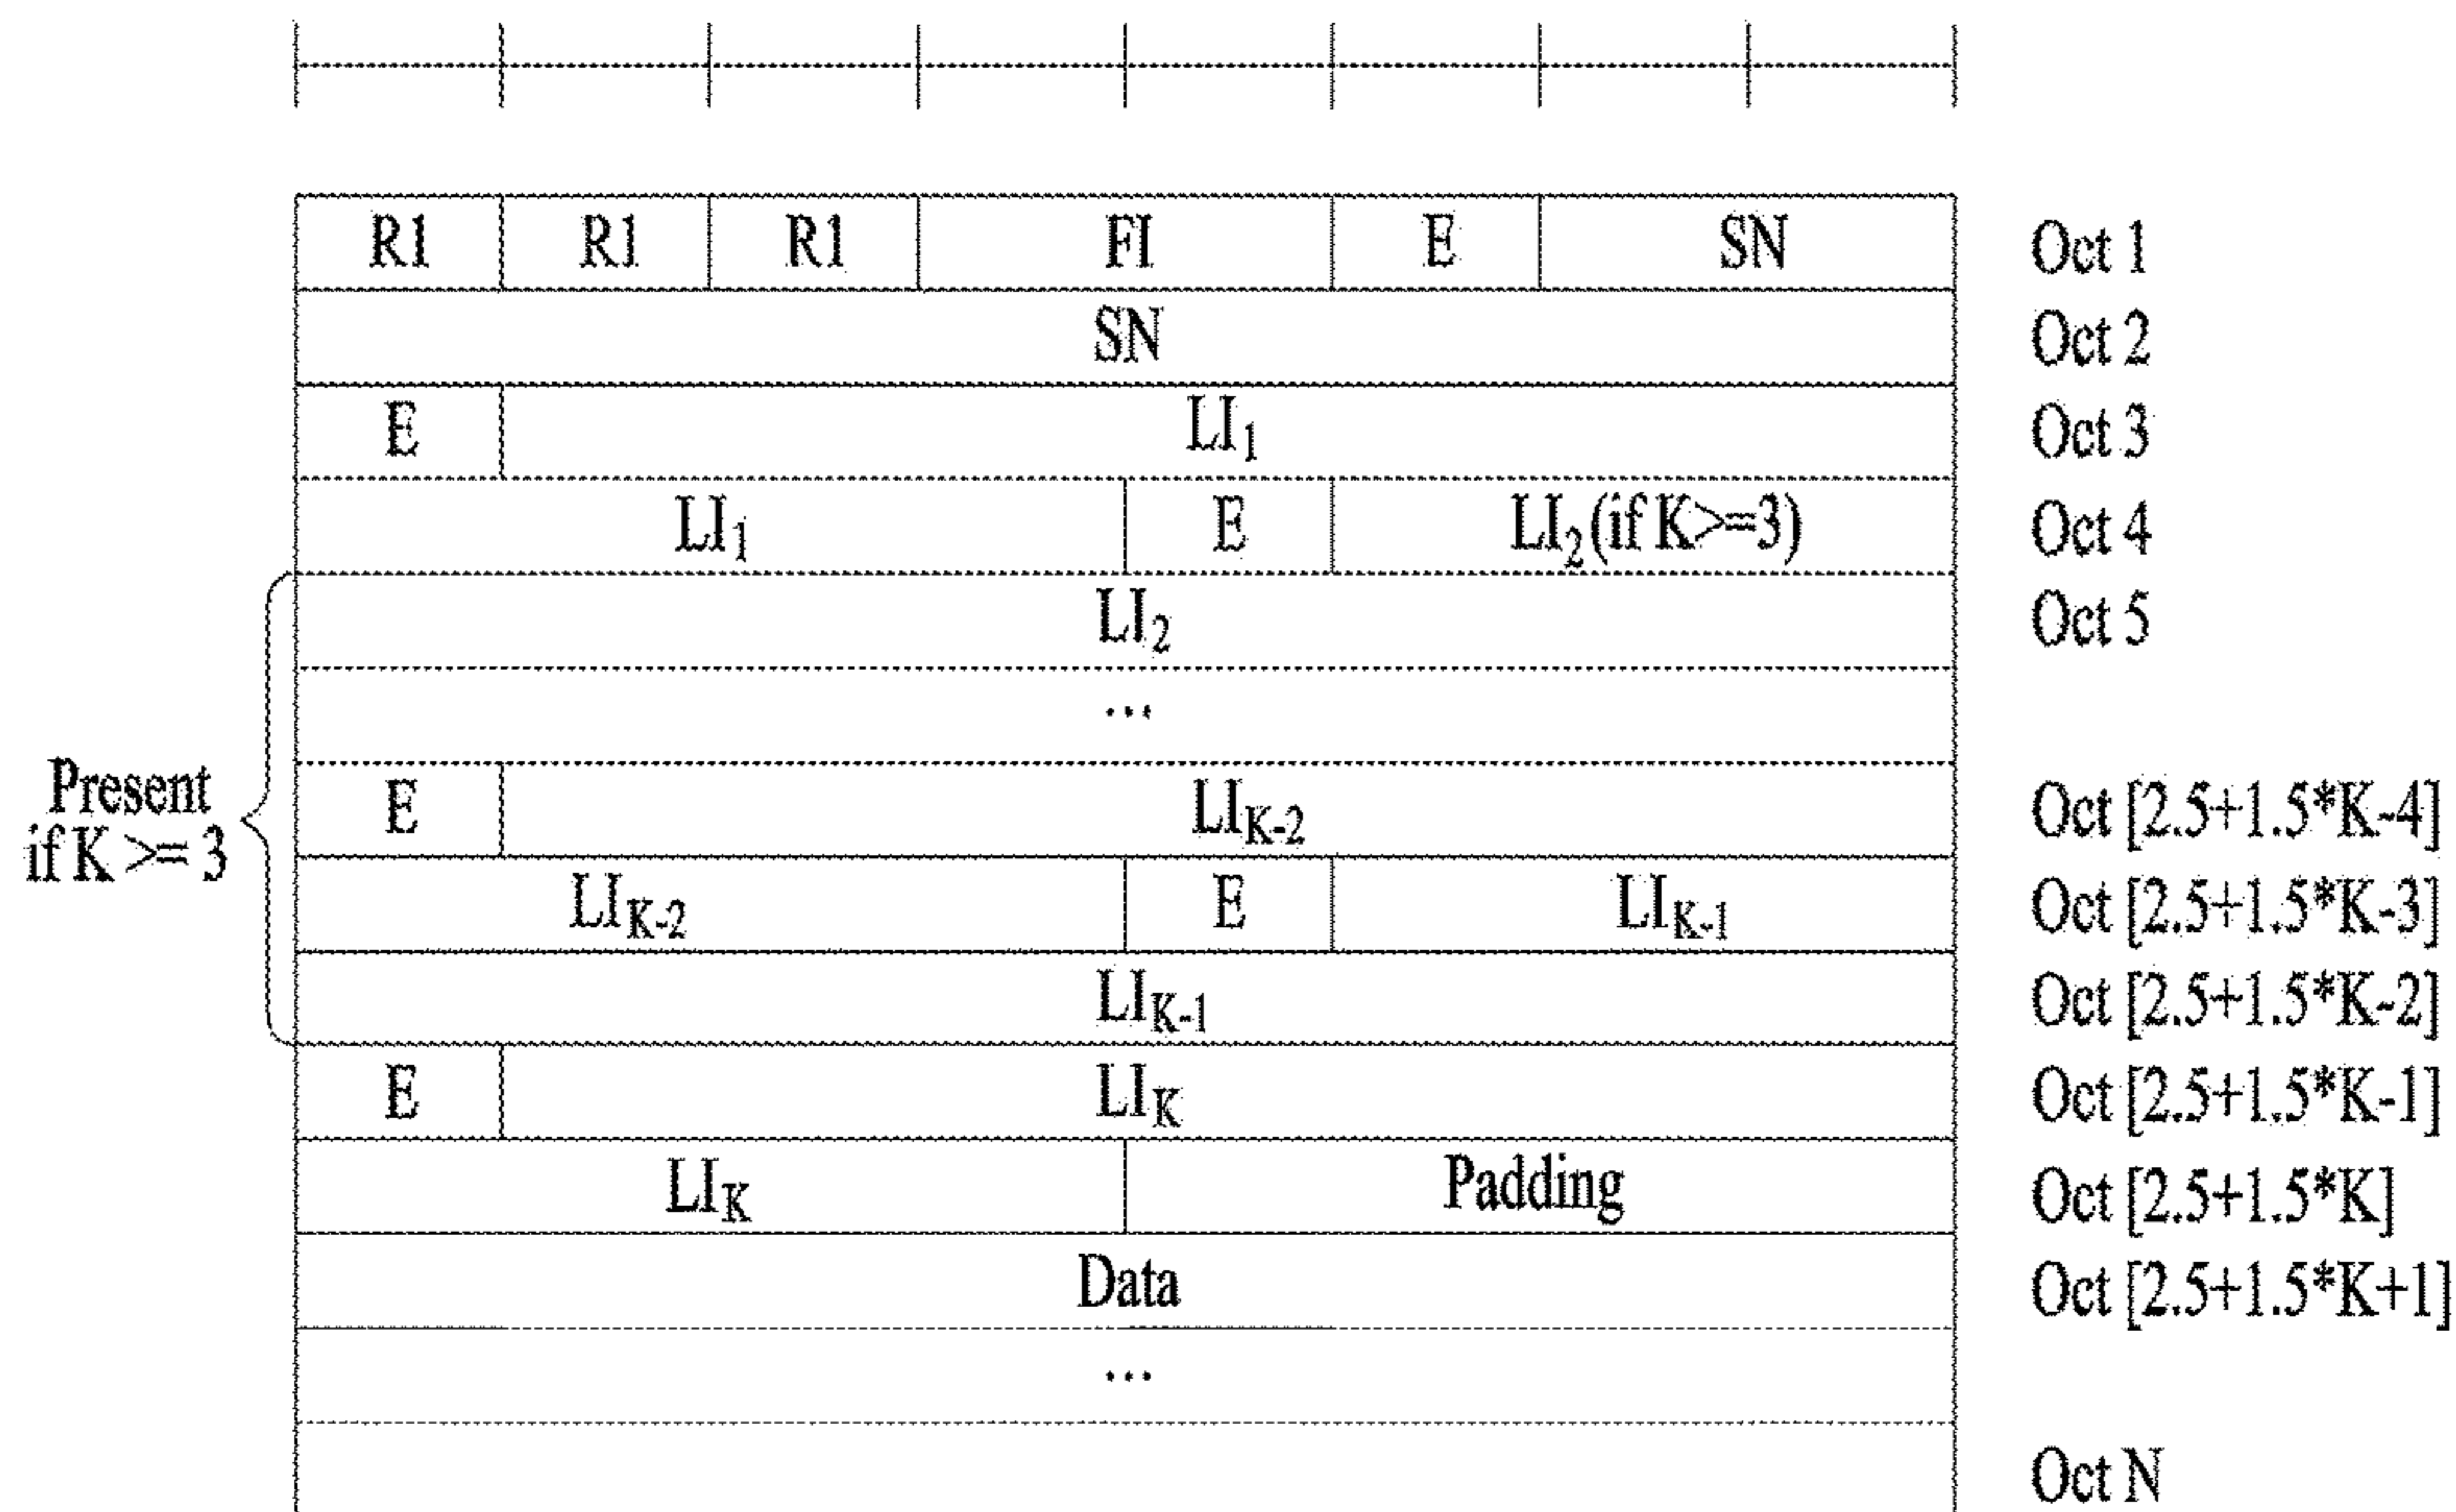 R1 R1 R1 FI E SN Oct 1
SN Oct 2
E LI1 Oct 3
LI1 E LI2(if K>=3) Oct 4
LI2 Oct 5
...
Present
if K >= 3
E LIK-2 Oct [2.5+1.5*K-4]
LIK-2 E LIK-1 Oct [2.5+1.5*K-3]
LIK-1 Oct [2.5+1.5*K-2]
E LIK Oct [2.5+1.5*K-1]
LIK Padding Oct [2.5+1.5*K]
Data Oct [2.5+1.5*K+1]
...
Oct N